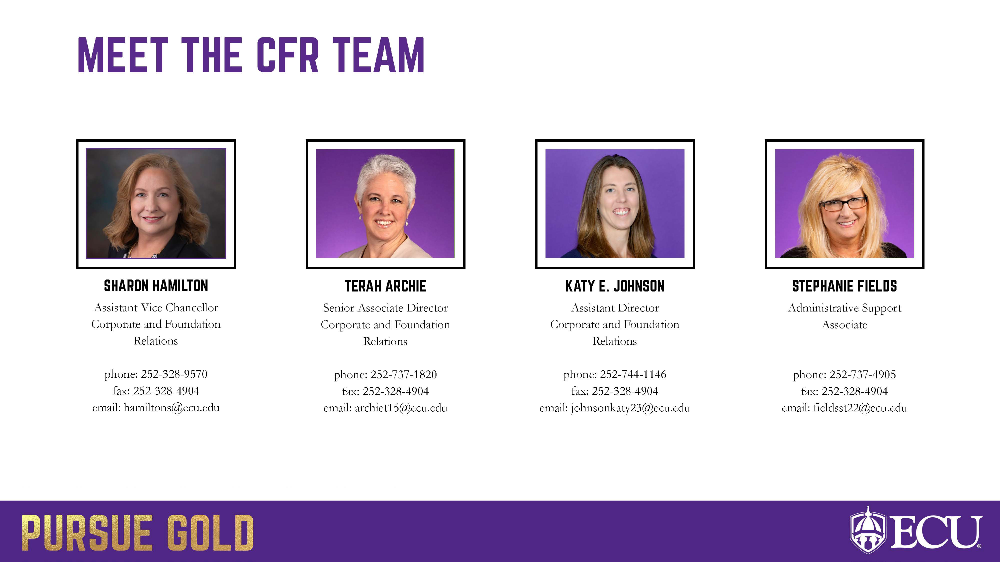 MEET THE CFR TEAM
SHARON HAMILTON
Assistant Vice Chancellor
Corporate and Foundation
Relations
phone: 252-328-9570
fax: 252-328-4904
email: hamiltons@ecu.edu
TERAH ARCHIE
Senior Associate Director
Corporate and Foundation
Relations
phone: 252-737-1820
fax: 252-328-4904
email: archiet15@ecu.edu
KATY E. JOHNSON
Assistant Director
Corporate and Foundation
Relations
phone: 252-744-1146
fax: 252-328-4904
email: johnsonkaty23@ecu.edu
STEPHANIE FIELDS
Administrative Support
Associate
phone: 252-737-4905
fax: 252-328-4904
email: fieldsst22@ecu.edu
PURSUE GOLD
ECU®